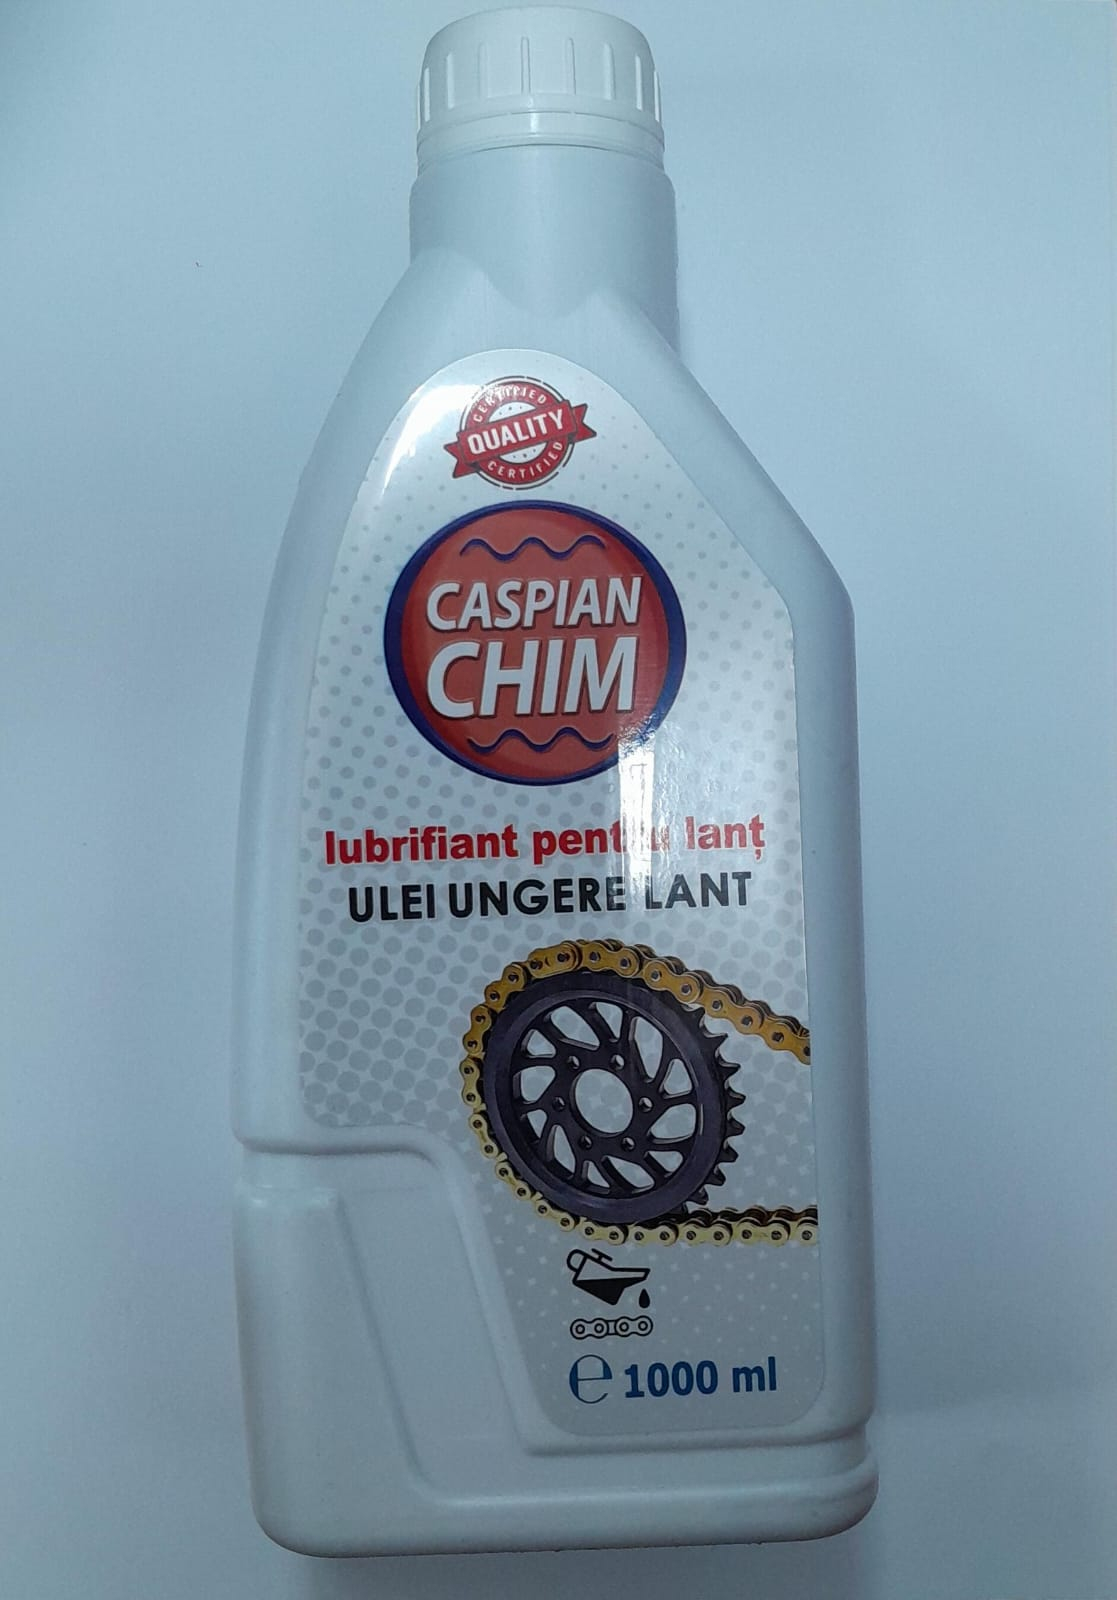 CERTIFIED
QUALITY
CERTIFIED
CASPIAN
CHIM
lubrifiant pentru lanț
ULEI UNGERE LANT
℮ 1000 ml